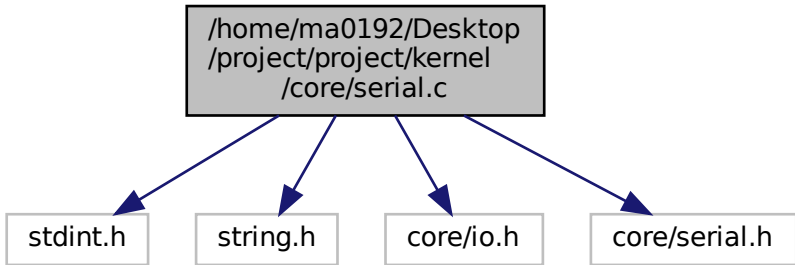 /home/ma0192/Desktop
/project/project/kernel
/core/serial.c
stdint.h
string.h
core/io.h
core/serial.h